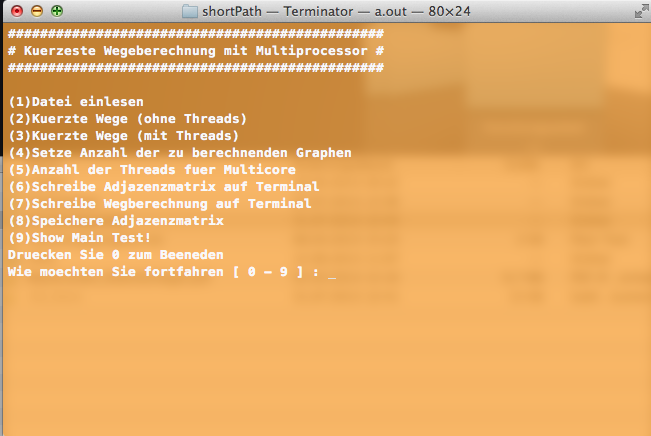 shortPath — Terminator — a.out — 80×24
###############################################
# Kuerzeste Wegeberechnung mit Multiprocessor #
###############################################
(1)Datei einlesen
(2)Kuerzte Wege (ohne Threads)
(3)Kuerzte Wege (mit Threads)
(4)Setze Anzahl der zu berechnenden Graphen
(5)Anzahl der Threads fuer Multicore
(6)Schreibe Adjazenzmatrix auf Terminal
(7)Schreibe Wegberechnung auf Terminal
(8)Speichere Adjazenzmatrix
(9)Show Main Test!
Druecken Sie 0 zum Beeneden
Wie moechten Sie fortfahren [ 0 – 9 ] : _